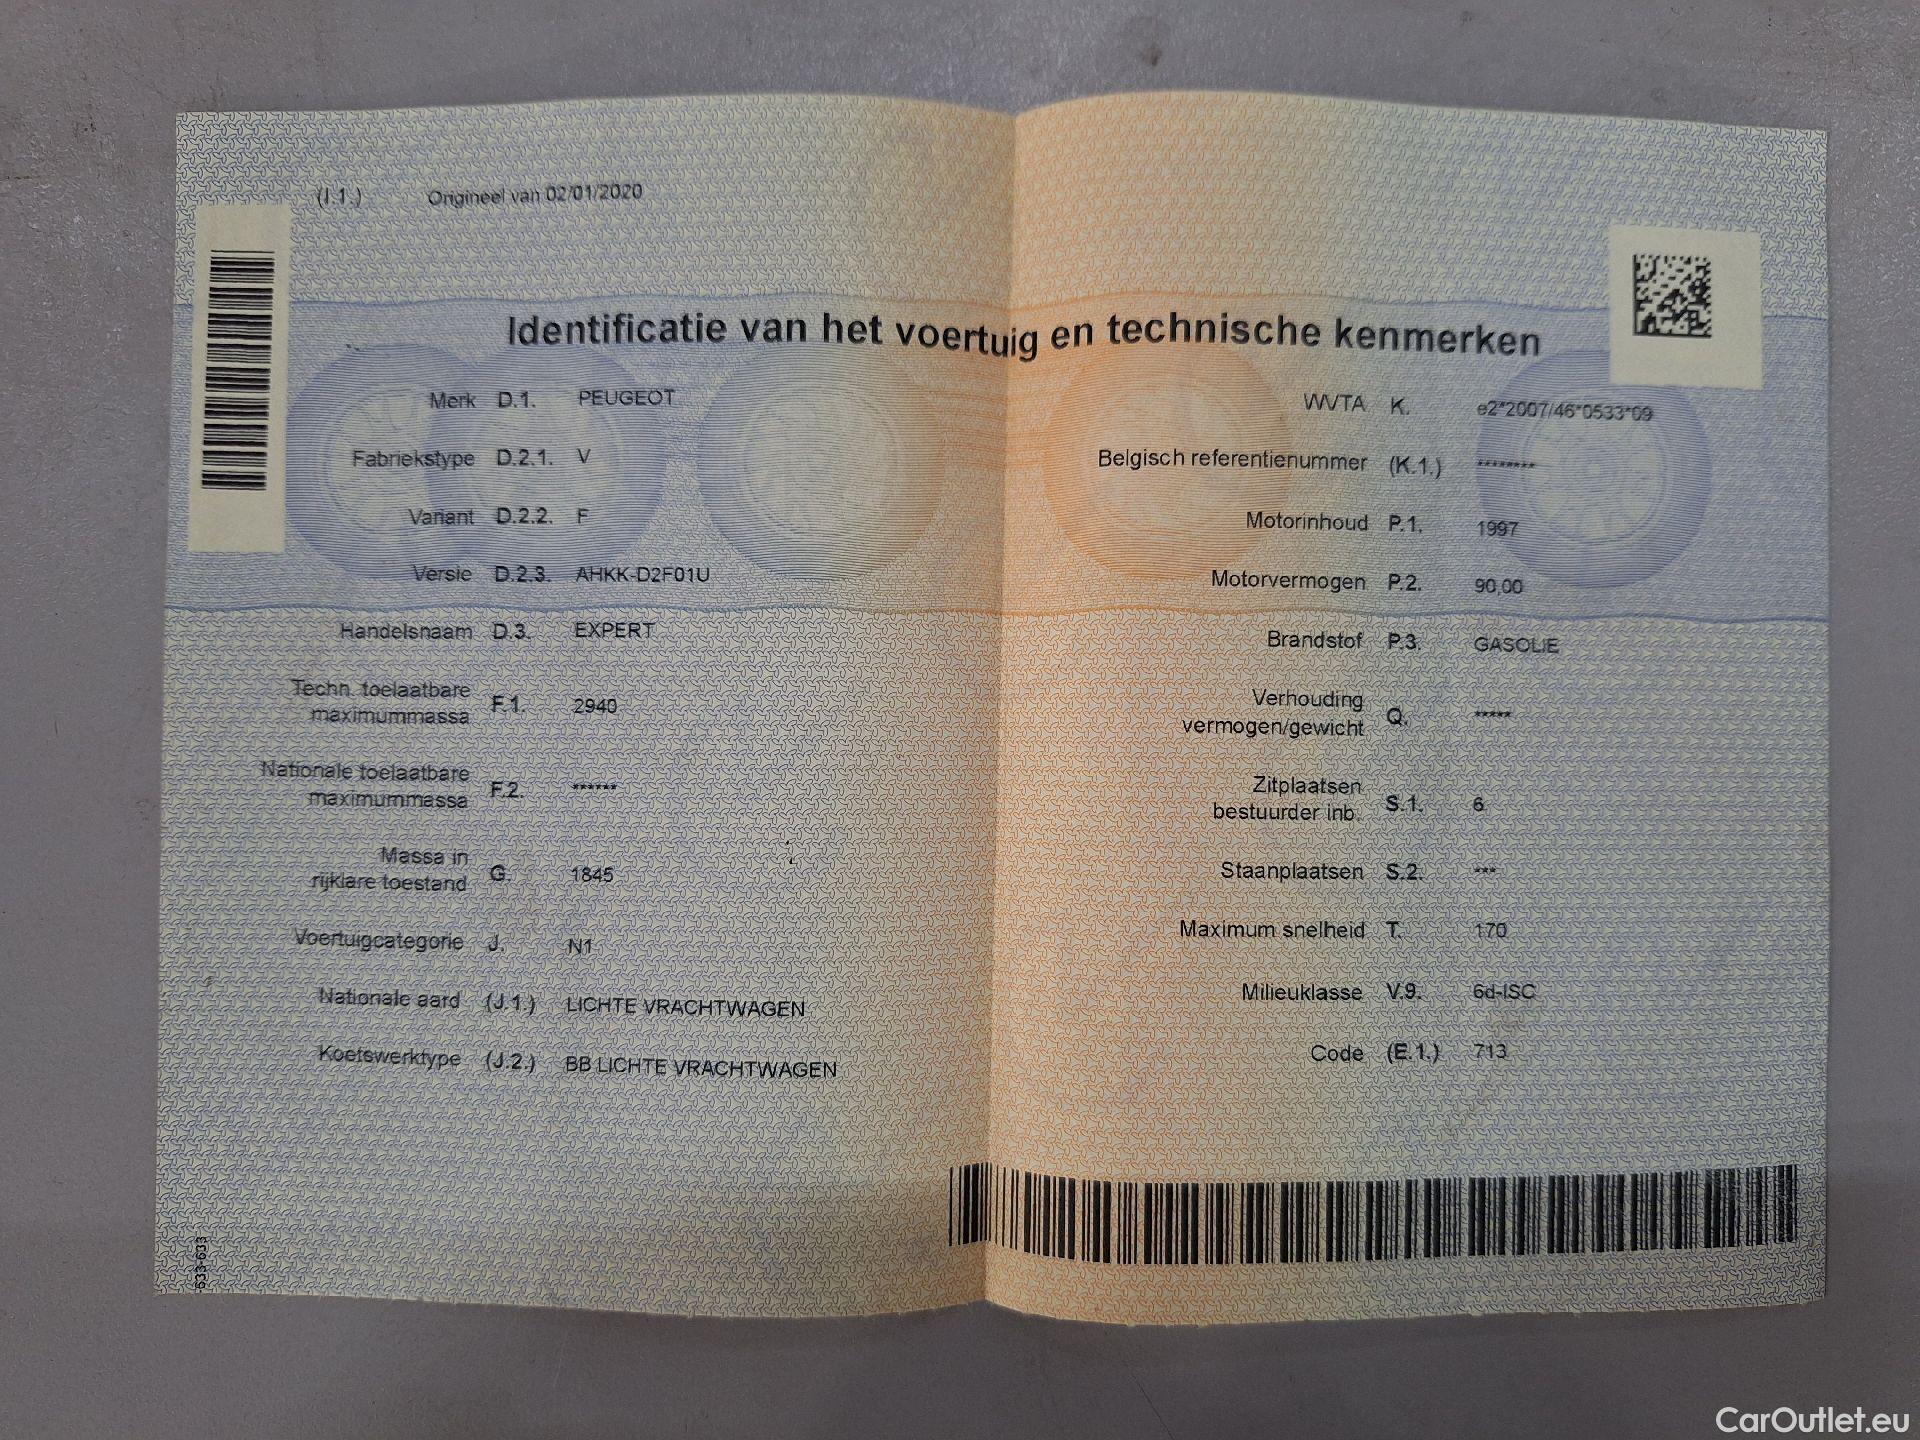 (I.1.) Origineel van 02/01/2020
Identificatie van het voertuig en technische kenmerken
Merk D.1. PEUGEOT
Fabriekstype D.2.1. V
Variant D.2.2. F
Versie D.2.3. AHKK-D2F01U
Handelsnaam D.3. EXPERT
Techn. toelaatbare
maximummassa F.1. 2940
Nationale toelaatbare
maximummassa F.2. ******
Massa in
rijklare toestand G. 1845
Voertuigcategorie J. N1
Nationale aard (J.1.) LICHTE VRACHTWAGEN
Koetswerktype (J.2.) BB LICHTE VRACHTWAGEN
WVTA K. e2*2007/46*0533*09
Belgisch referentienummer (K.1.) ********
Motorinhoud P.1. 1997
Motorvermogen P.2. 90,00
Brandstof P.3. GASOLIE
Verhouding
vermogen/gewicht Q. *****
Zitplaatsen
bestuurder inb. S.1. 6
Staanplaatsen S.2. ***
Maximum snelheid T. 170
Milieuklasse V.9. 6d-ISC
Code (E.1.) 713
-533-633
CarOutlet.eu